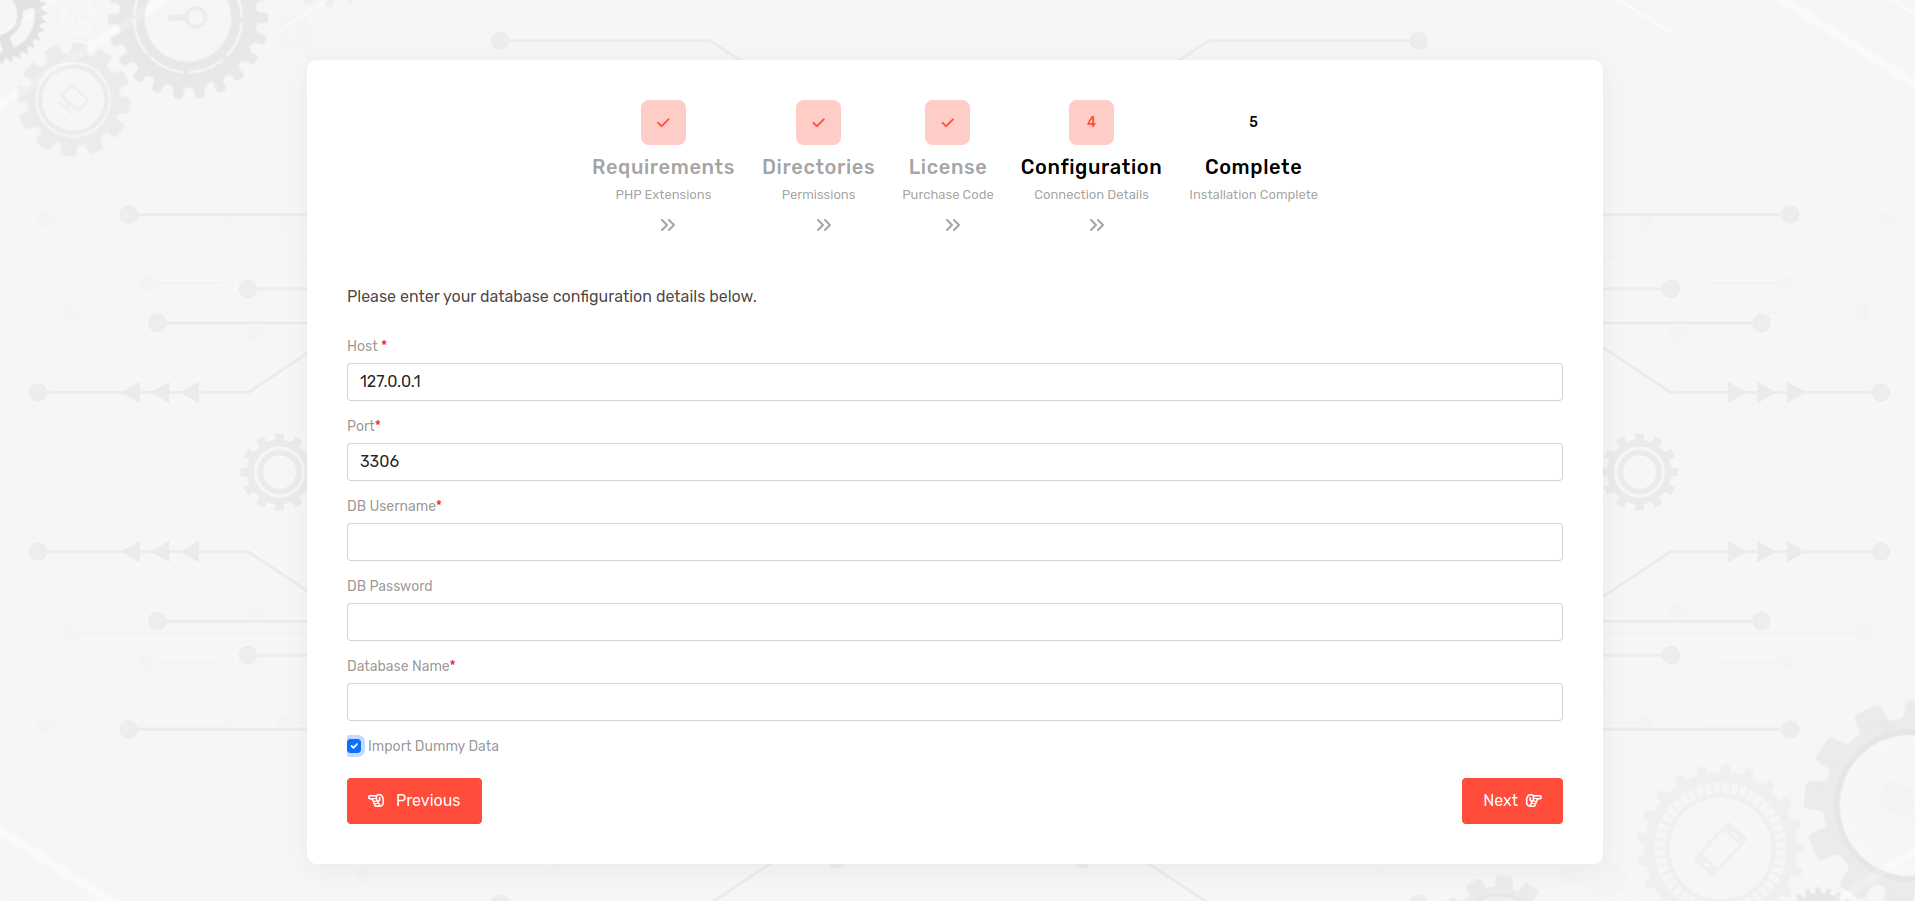 4
5
Requirements
Directories
License
Configuration
Complete
PHP Extensions
Permissions
Purchase Code
Connection Details
Installation Complete
Please enter your database configuration details below.
Host *
127.0.0.1
Port*
3306
DB Username*
DB Password
Database Name*
Import Dummy Data
Previous
Next